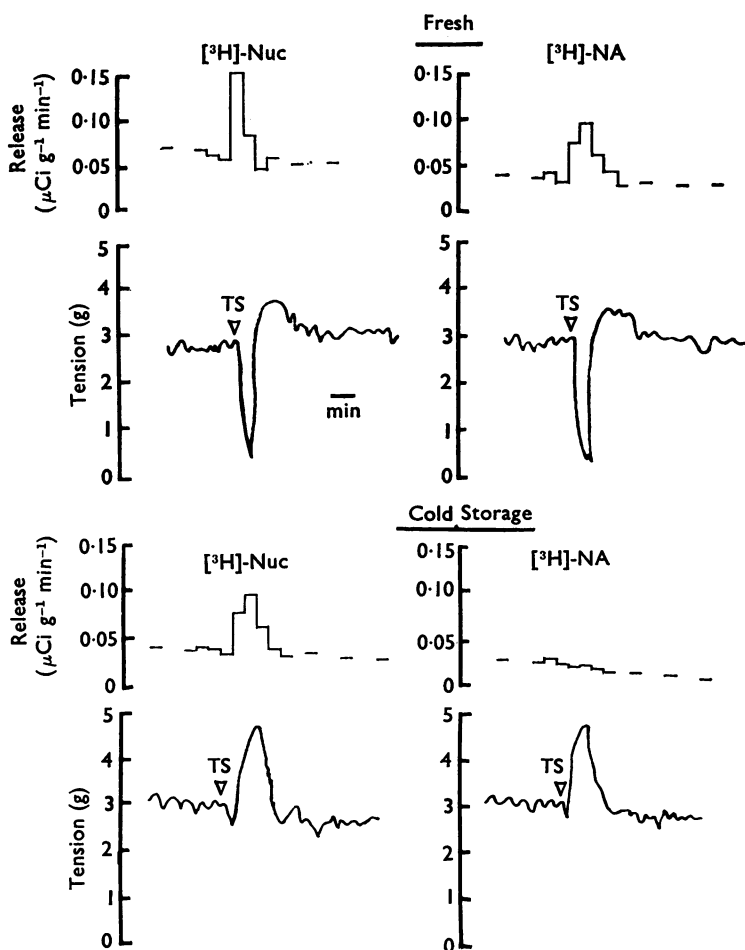 Fresh
[³H]-Nuc
[³H]-NA
Release
(μCi g⁻¹ min⁻¹)
0·15
0·10
0·05
0
0·15
0·10
0·05
0
Tension (g)
5
4
3
2
1
0
TS
min
5
4
3
2
1
0
TS
Cold Storage
[³H]-Nuc
[³H]-NA
Release
(μCi g⁻¹ min⁻¹)
0·15
0·10
0·05
0
0·15
0·10
0·05
0
Tension (g)
5
4
3
2
1
0
TS
5
4
3
2
1
0
TS